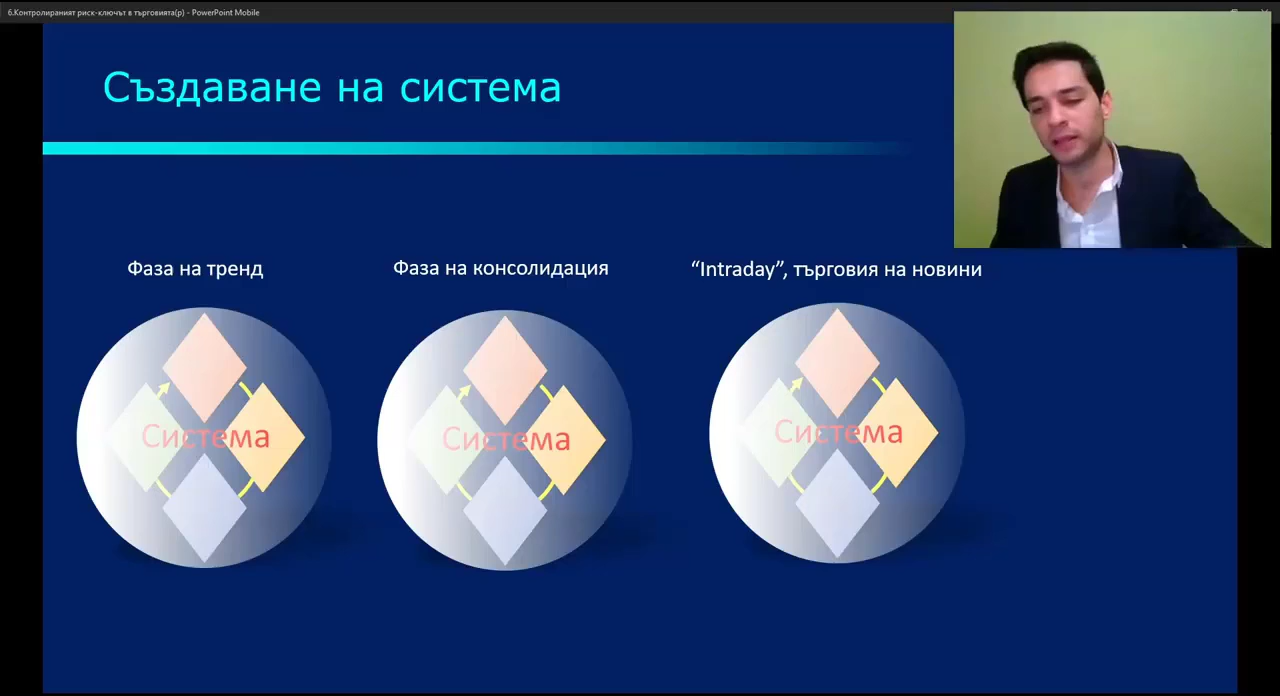 6.Контролираният риск-ключът в търговията(р) - PowerPoint Mobile
Създаване на система
Фаза на тренд
Фаза на консолидация
“Intraday”, търговия на новини
Система
Система
Система